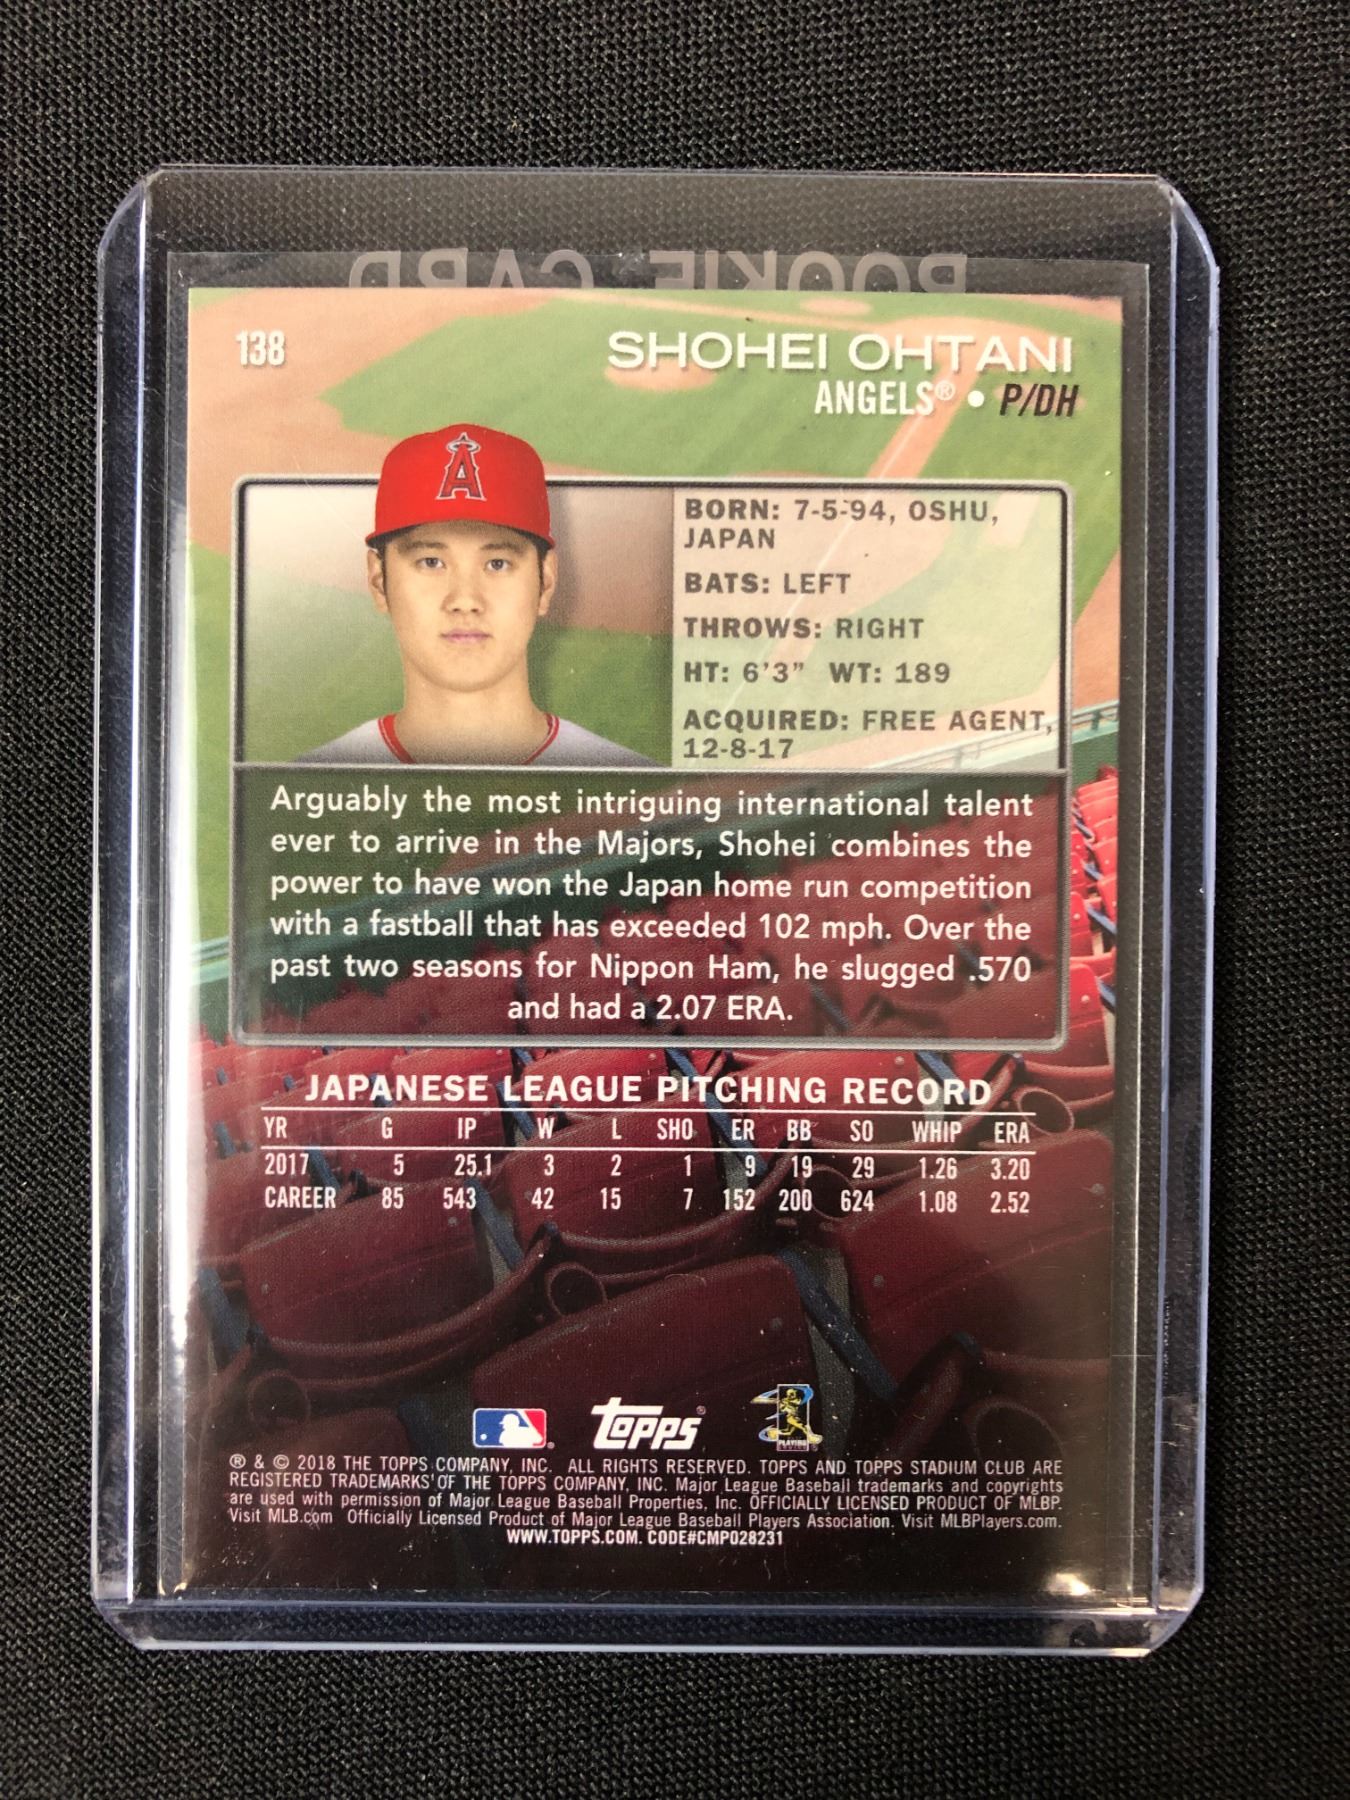 ROOKIE CARD
138
SHOHEI OHTANI
ANGELS® • P/DH
A
BORN: 7-5-94, OSHU,
JAPAN
BATS: LEFT
THROWS: RIGHT
HT: 6'3" WT: 189
ACQUIRED: FREE AGENT,
12-8-17
Arguably the most intriguing international talent
ever to arrive in the Majors, Shohei combines the
power to have won the Japan home run competition
with a fastball that has exceeded 102 mph. Over the
past two seasons for Nippon Ham, he slugged .570
and had a 2.07 ERA.
JAPANESE LEAGUE PITCHING RECORD
YR G IP W L SHO ER BB SO WHIP ERA
2017 5 25.1 3 2 1 9 19 29 1.26 3.20
CAREER 85 543 42 15 7 152 200 624 1.08 2.52
TOPPS®
PLAYERS
® & © 2018 THE TOPPS COMPANY, INC. ALL RIGHTS RESERVED. TOPPS AND TOPPS STADIUM CLUB ARE
REGISTERED TRADEMARKS OF THE TOPPS COMPANY, INC. Major League Baseball trademarks and copyrights
are used with permission of Major League Baseball Properties, Inc. OFFICIALLY LICENSED PRODUCT OF MLBP.
Visit MLB.com Officially Licensed Product of Major League Baseball Players Association. Visit MLBPlayers.com.
WWW.TOPPS.COM. CODE#CMP028231